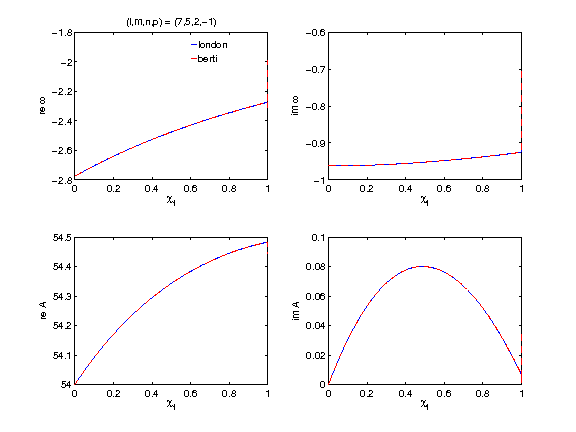 (l,m,n,p) = (7,5,2,−1)
london
berti
re ω
−1.8
−2
−2.2
−2.4
−2.6
−2.8
0 0.2 0.4 0.6 0.8 1
χf
im ω
−0.6
−0.7
−0.8
−0.9
−1
0 0.2 0.4 0.6 0.8 1
χf
re A
54.5
54.4
54.3
54.2
54.1
54
0 0.2 0.4 0.6 0.8 1
χf
im A
0.1
0.08
0.06
0.04
0.02
0
0 0.2 0.4 0.6 0.8 1
χf